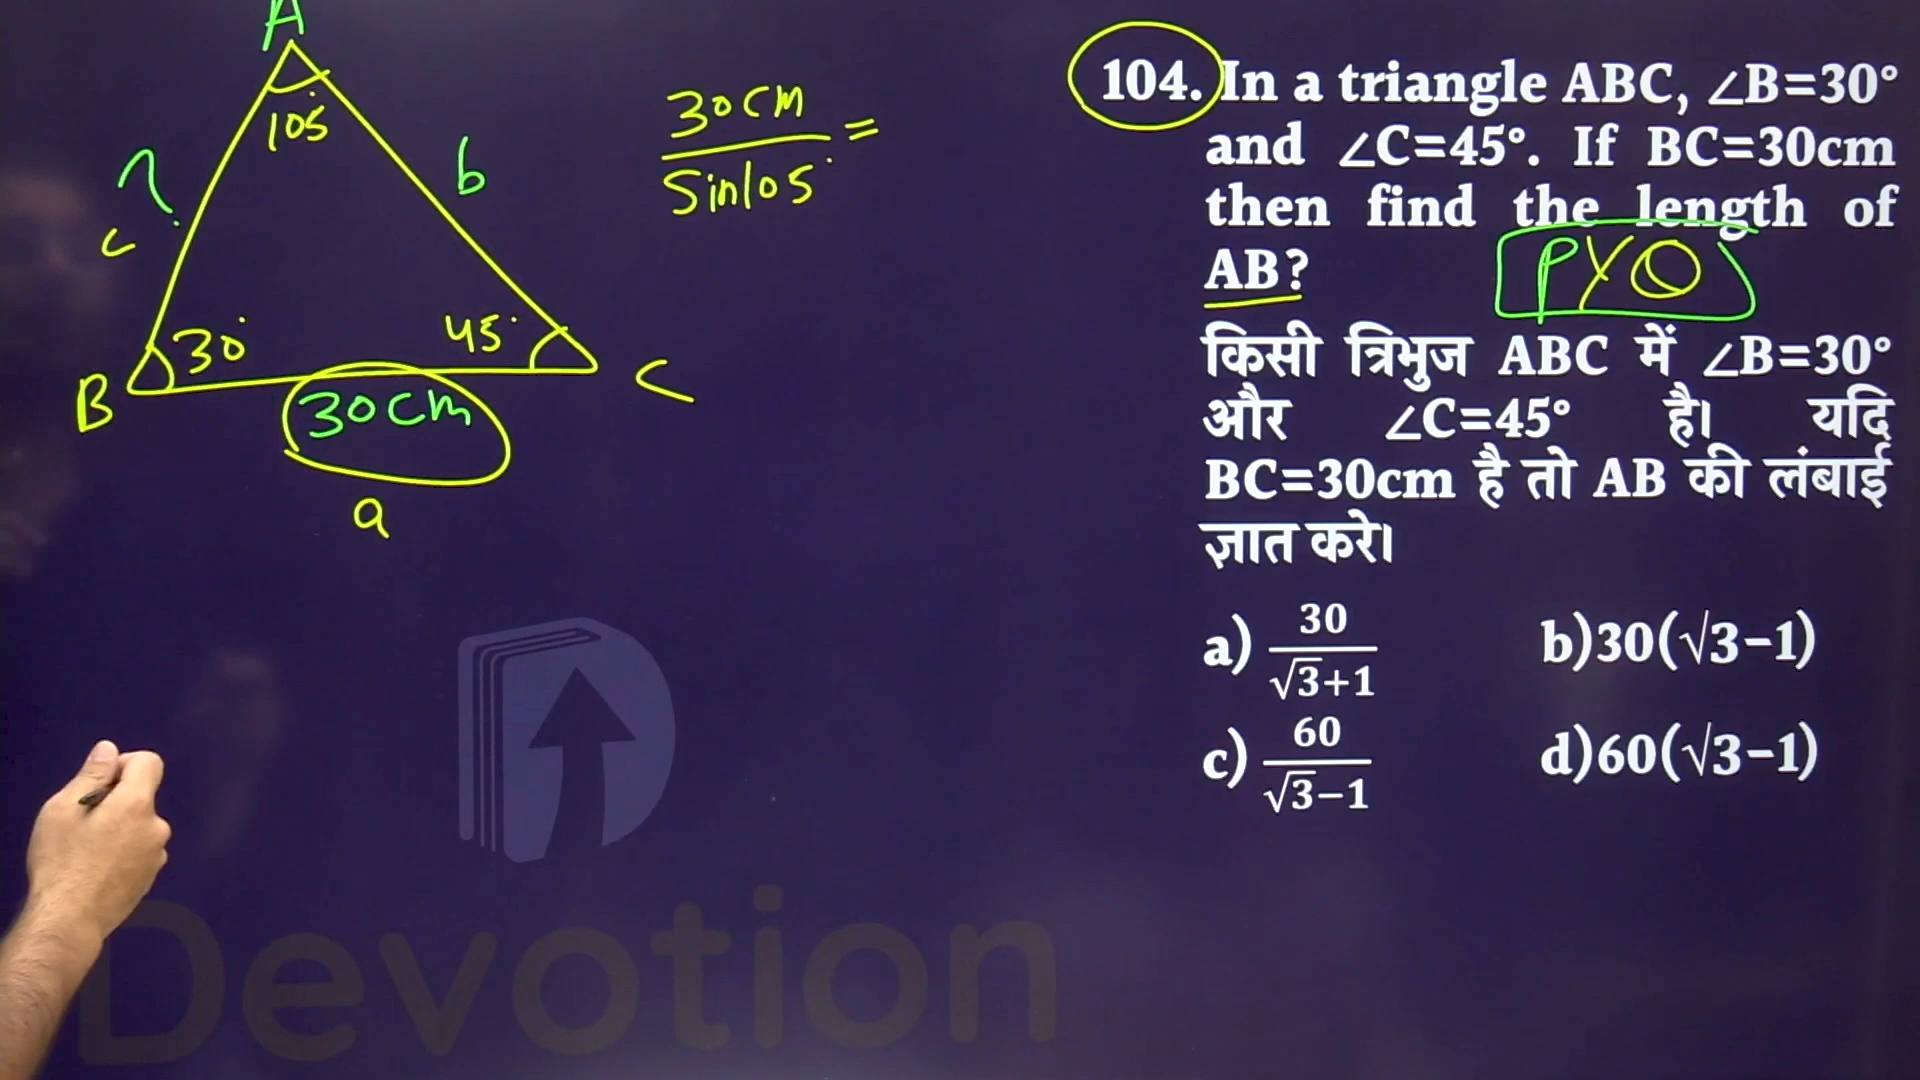 A
105°
?
c
b
30°
45°
B
C
30cm
a
30cm
sin105° =
104. In a triangle ABC, ∠B=30°
and ∠C=45°. If BC=30cm
then find the length of
AB?
PYQ
किसी त्रिभुज ABC में ∠B=30°
और ∠C=45° है। यदि
BC=30cm है तो AB की लंबाई
ज्ञात करे।
a) 30/(√3+1) b)30(√3−1)
c) 60/(√3−1) d)60(√3−1)
Devotion